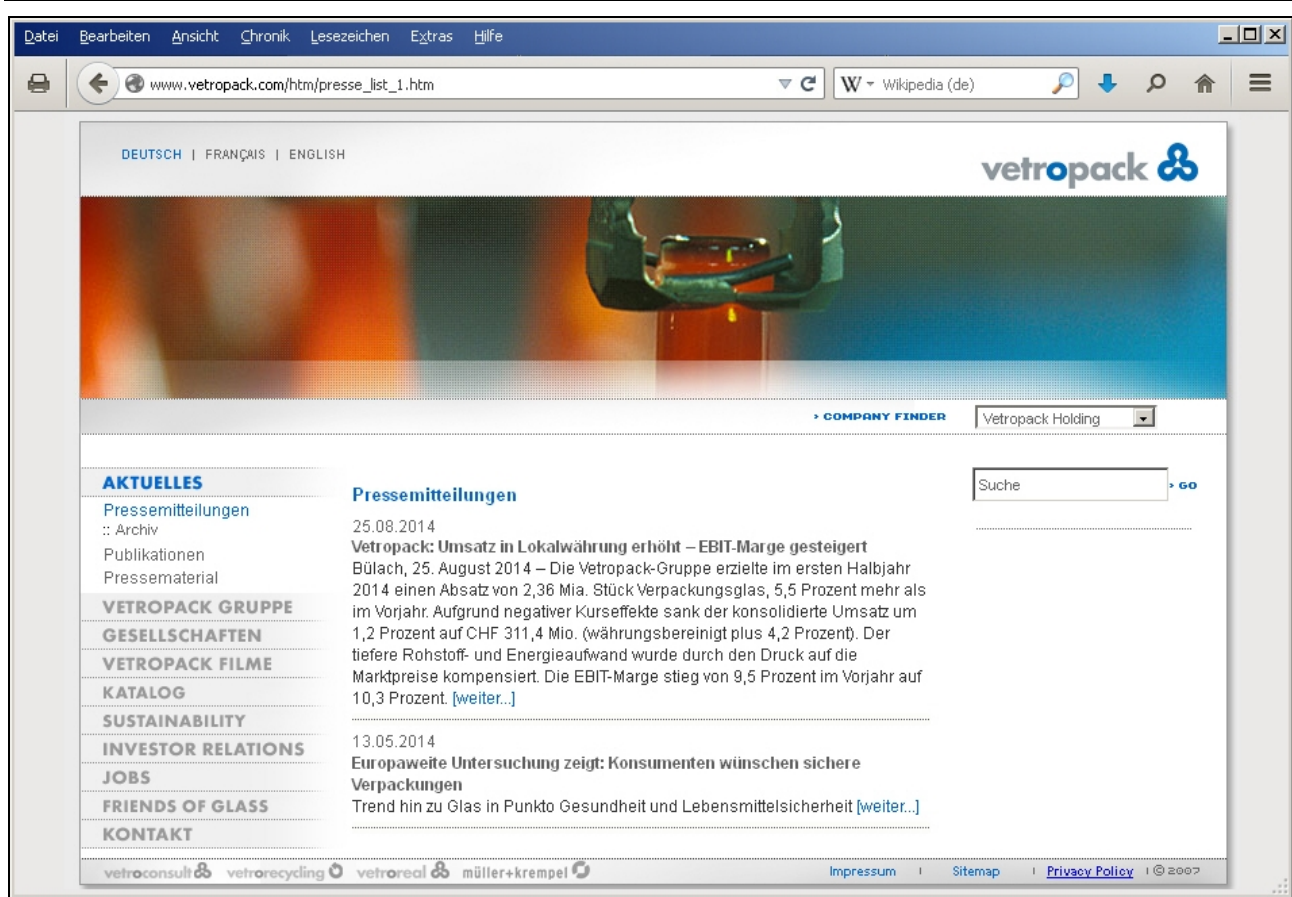 Datei Bearbeiten Ansicht Chronik Lesezeichen Extras Hilfe
www.vetropack.com/htm/presse_list_1.htm
W Wikipedia (de)
DEUTSCH | FRANÇAIS | ENGLISH
vetropack
› COMPANY FINDER
Vetropack Holding
AKTUELLES
Pressemitteilungen
:: Archiv
Publikationen
Pressematerial
VETROPACK GRUPPE
GESELLSCHAFTEN
VETROPACK FILME
KATALOG
SUSTAINABILITY
INVESTOR RELATIONS
JOBS
FRIENDS OF GLASS
KONTAKT
Pressemitteilungen
25.08.2014
Vetropack: Umsatz in Lokalwährung erhöht – EBIT-Marge gesteigert
Bülach, 25. August 2014 – Die Vetropack-Gruppe erzielte im ersten Halbjahr
2014 einen Absatz von 2,36 Mia. Stück Verpackungsglas, 5,5 Prozent mehr als
im Vorjahr. Aufgrund negativer Kurseffekte sank der konsolidierte Umsatz um
1,2 Prozent auf CHF 311,4 Mio. (währungsbereinigt plus 4,2 Prozent). Der
tiefere Rohstoff- und Energieaufwand wurde durch den Druck auf die
Marktpreise kompensiert. Die EBIT-Marge stieg von 9,5 Prozent im Vorjahr auf
10,3 Prozent. [weiter...]
13.05.2014
Europaweite Untersuchung zeigt: Konsumenten wünschen sichere
Verpackungen
Trend hin zu Glas in Punkto Gesundheit und Lebensmittelsicherheit [weiter...]
Suche
› GO
vetroconsult vetrorecycling vetroreal müller+krempel
Impressum | Sitemap | Privacy Policy | © 2007